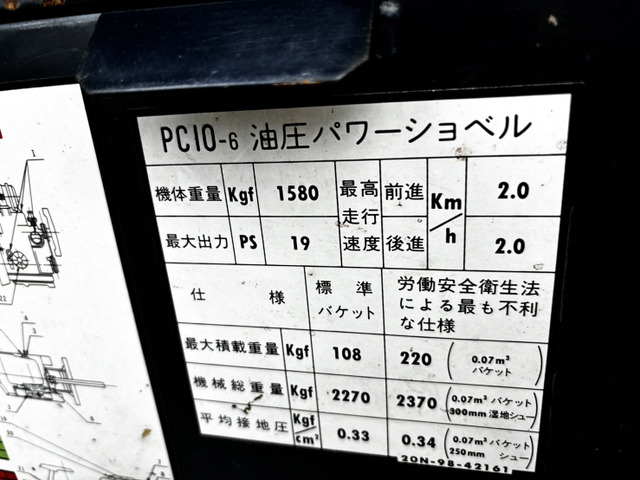 PC10-6 油圧パワーショベル
機体重量 Kgf 1580 最高走行速度 前進 Km/h 2.0
最大出力 PS 19 後進 2.0
仕様 標準バケット 労働安全衛生法による最も不利な仕様
最大積載重量 Kgf 108 220 (0.07m³ バケット)
機械総重量 Kgf 2270 2370 (0.07m³ バケット 300mm 湿地シュー)
平均接地圧 Kgf/cm² 0.33 0.34 (0.07m³ バケット 250mm シュー)
20N-98-42161
1
22